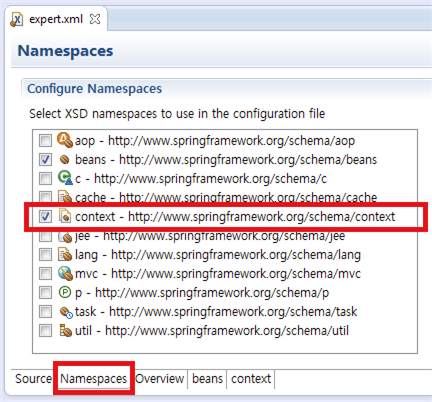 expert.xml
Namespaces
Configure Namespaces
Select XSD namespaces to use in the configuration file
aop - http://www.springframework.org/schema/aop
beans - http://www.springframework.org/schema/beans
c - http://www.springframework.org/schema/c
cache - http://www.springframework.org/schema/cache
context - http://www.springframework.org/schema/context
jee - http://www.springframework.org/schema/jee
lang - http://www.springframework.org/schema/lang
mvc - http://www.springframework.org/schema/mvc
p - http://www.springframework.org/schema/p
task - http://www.springframework.org/schema/task
util - http://www.springframework.org/schema/util
Source Namespaces Overview beans context